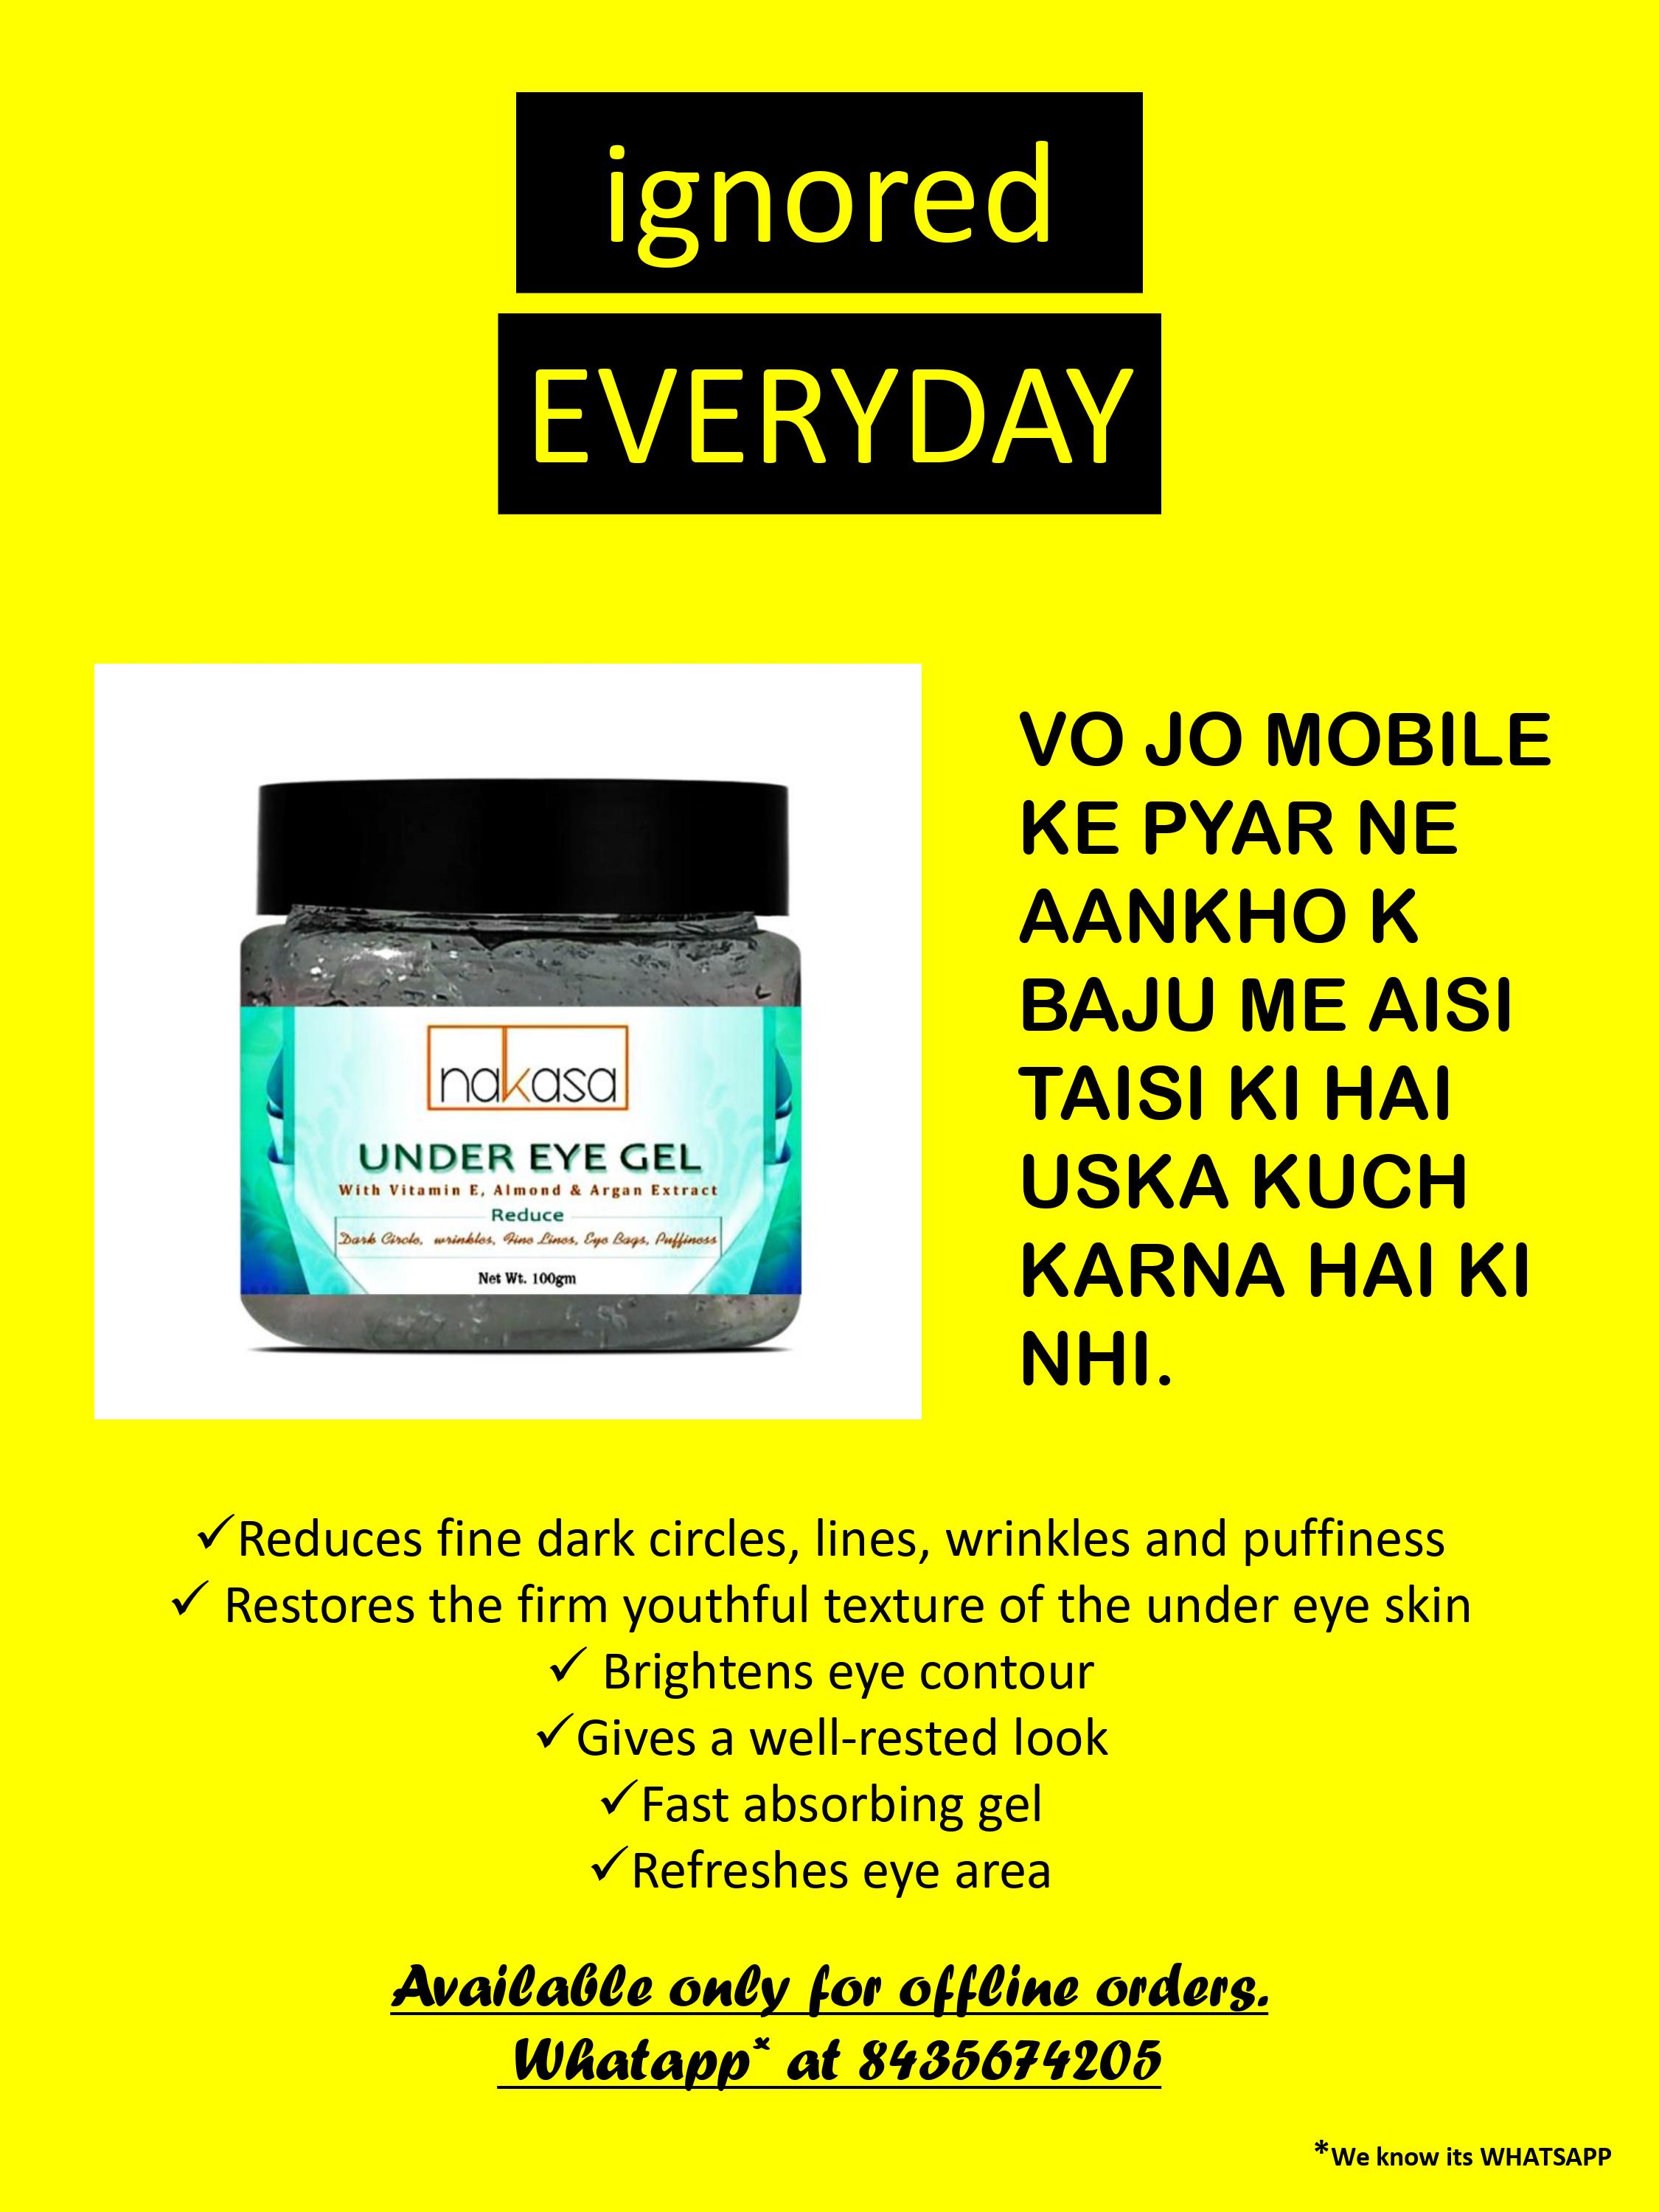 ignored
EVERYDAY
VO JO MOBILE
KE PYAR NE
AANKHO K
BAJU ME AISI
TAISI KI HAI
USKA KUCH
KARNA HAI KI
NHI.
nakasa
UNDER EYE GEL
With Vitamin E, Almond & Argan Extract
Reduce
Dark Circle, wrinkles, Fine Lines, Eye Bags, Puffiness
Net Wt. 100gm
✓Reduces fine dark circles, lines, wrinkles and puffiness
✓ Restores the firm youthful texture of the under eye skin
✓ Brightens eye contour
✓Gives a well-rested look
✓Fast absorbing gel
✓Refreshes eye area
Available only for offline orders.
Whatapp* at 8435674205
*We know its WHATSAPP